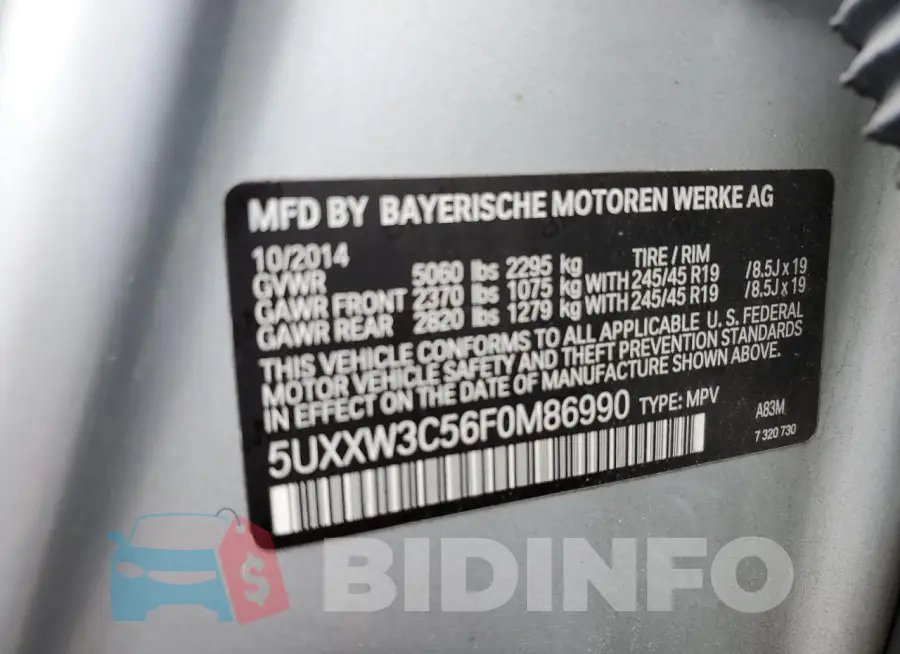 MFD BY BAYERISCHE MOTOREN WERKE AG
10/2014 TIRE / RIM
GVWR 5060 lbs 2295 kg
GAWR FRONT 2370 lbs 1075 kg WITH 245/45 R19 /8.5J x 19
GAWR REAR 2820 lbs 1279 kg WITH 245/45 R19 /8.5J x 19
THIS VEHICLE CONFORMS TO ALL APPLICABLE U. S. FEDERAL
MOTOR VEHICLE SAFETY AND THEFT PREVENTION STANDARDS
IN EFFECT ON THE DATE OF MANUFACTURE SHOWN ABOVE.
5UXXW3C56F0M86990 TYPE: MPV A83M
7 320 730
$ BIDINFO